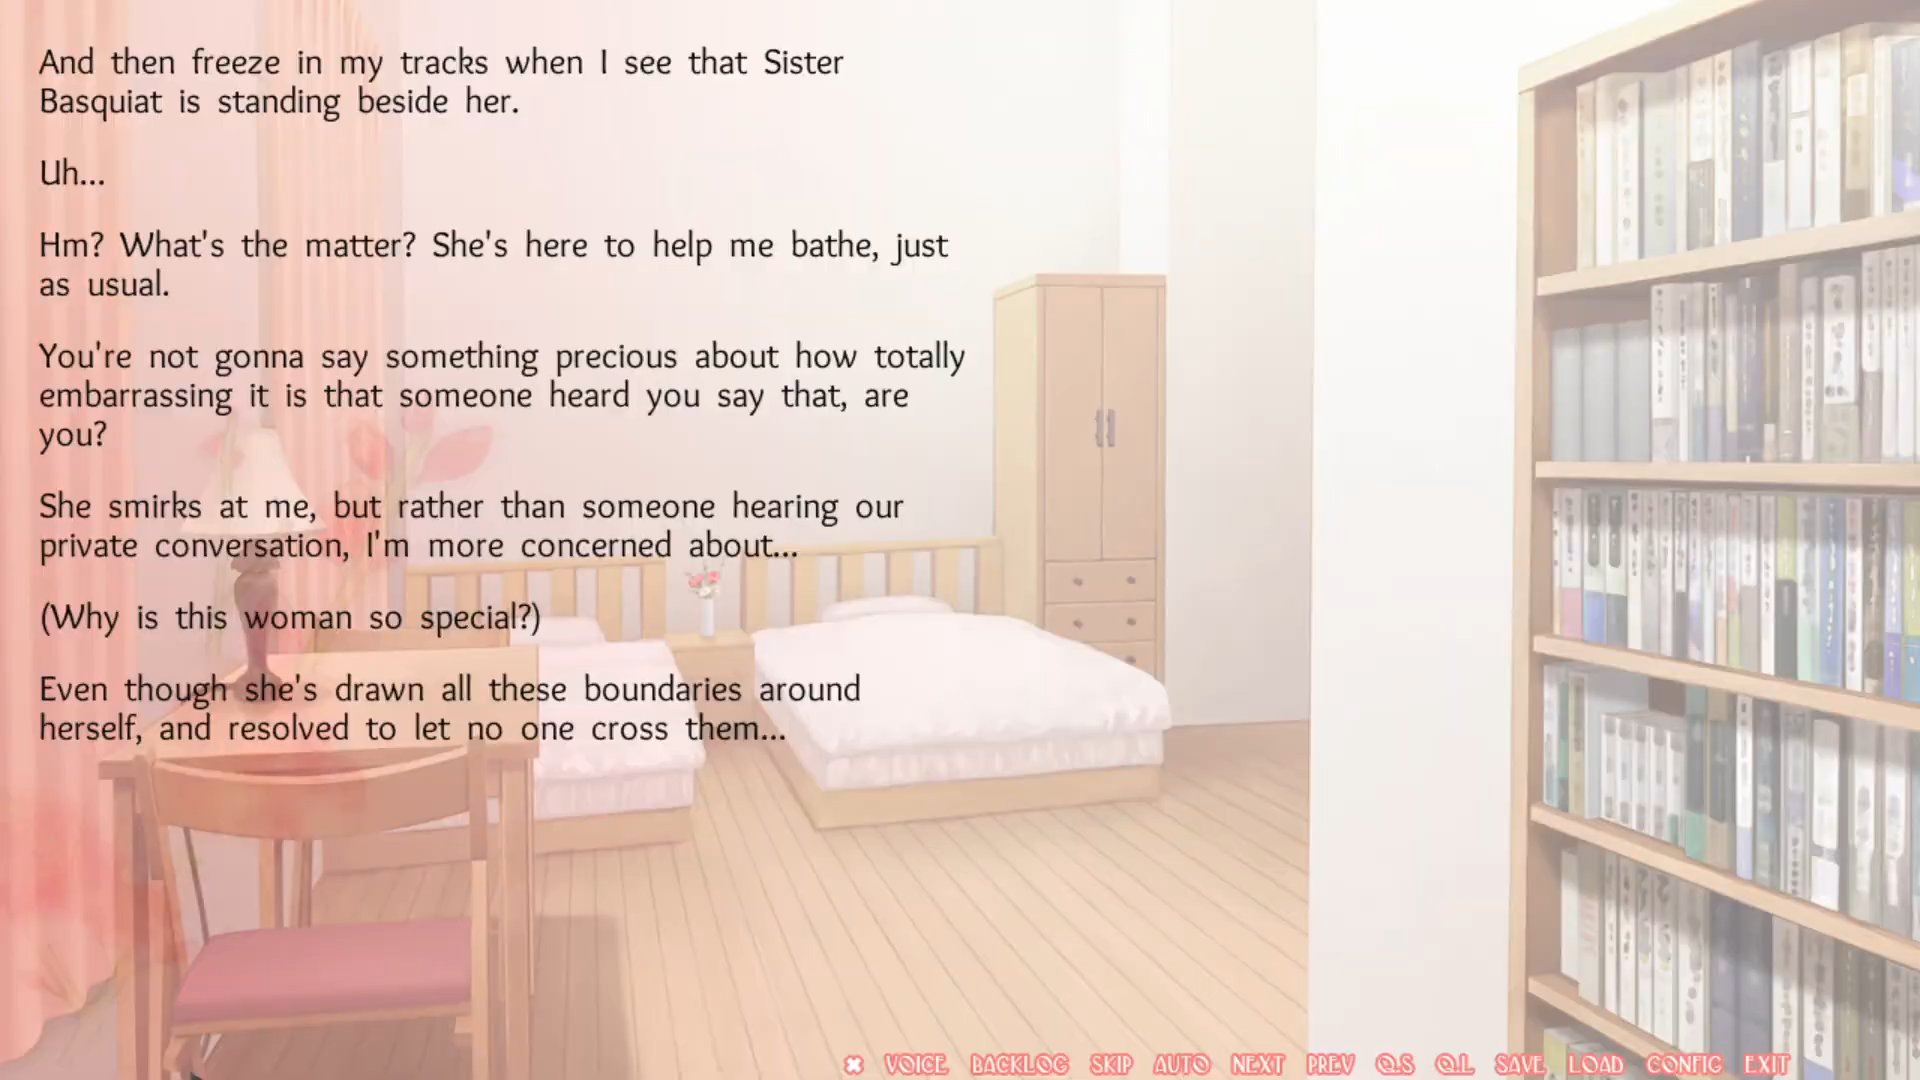 And then freeze in my tracks when I see that Sister
Basquiat is standing beside her.
Uh...
Hm? What's the matter? She's here to help me bathe, just
as usual.
You're not gonna say something precious about how totally
embarrassing it is that someone heard you say that, are
you?
She smirks at me, but rather than someone hearing our
private conversation, I'm more concerned about...
(Why is this woman so special?)
Even though she's drawn all these boundaries around
herself, and resolved to let no one cross them...
VOICE BACKLOG SKIP AUTO NEXT PREV Q.S Q.L SAVE LOAD CONFIG EXIT